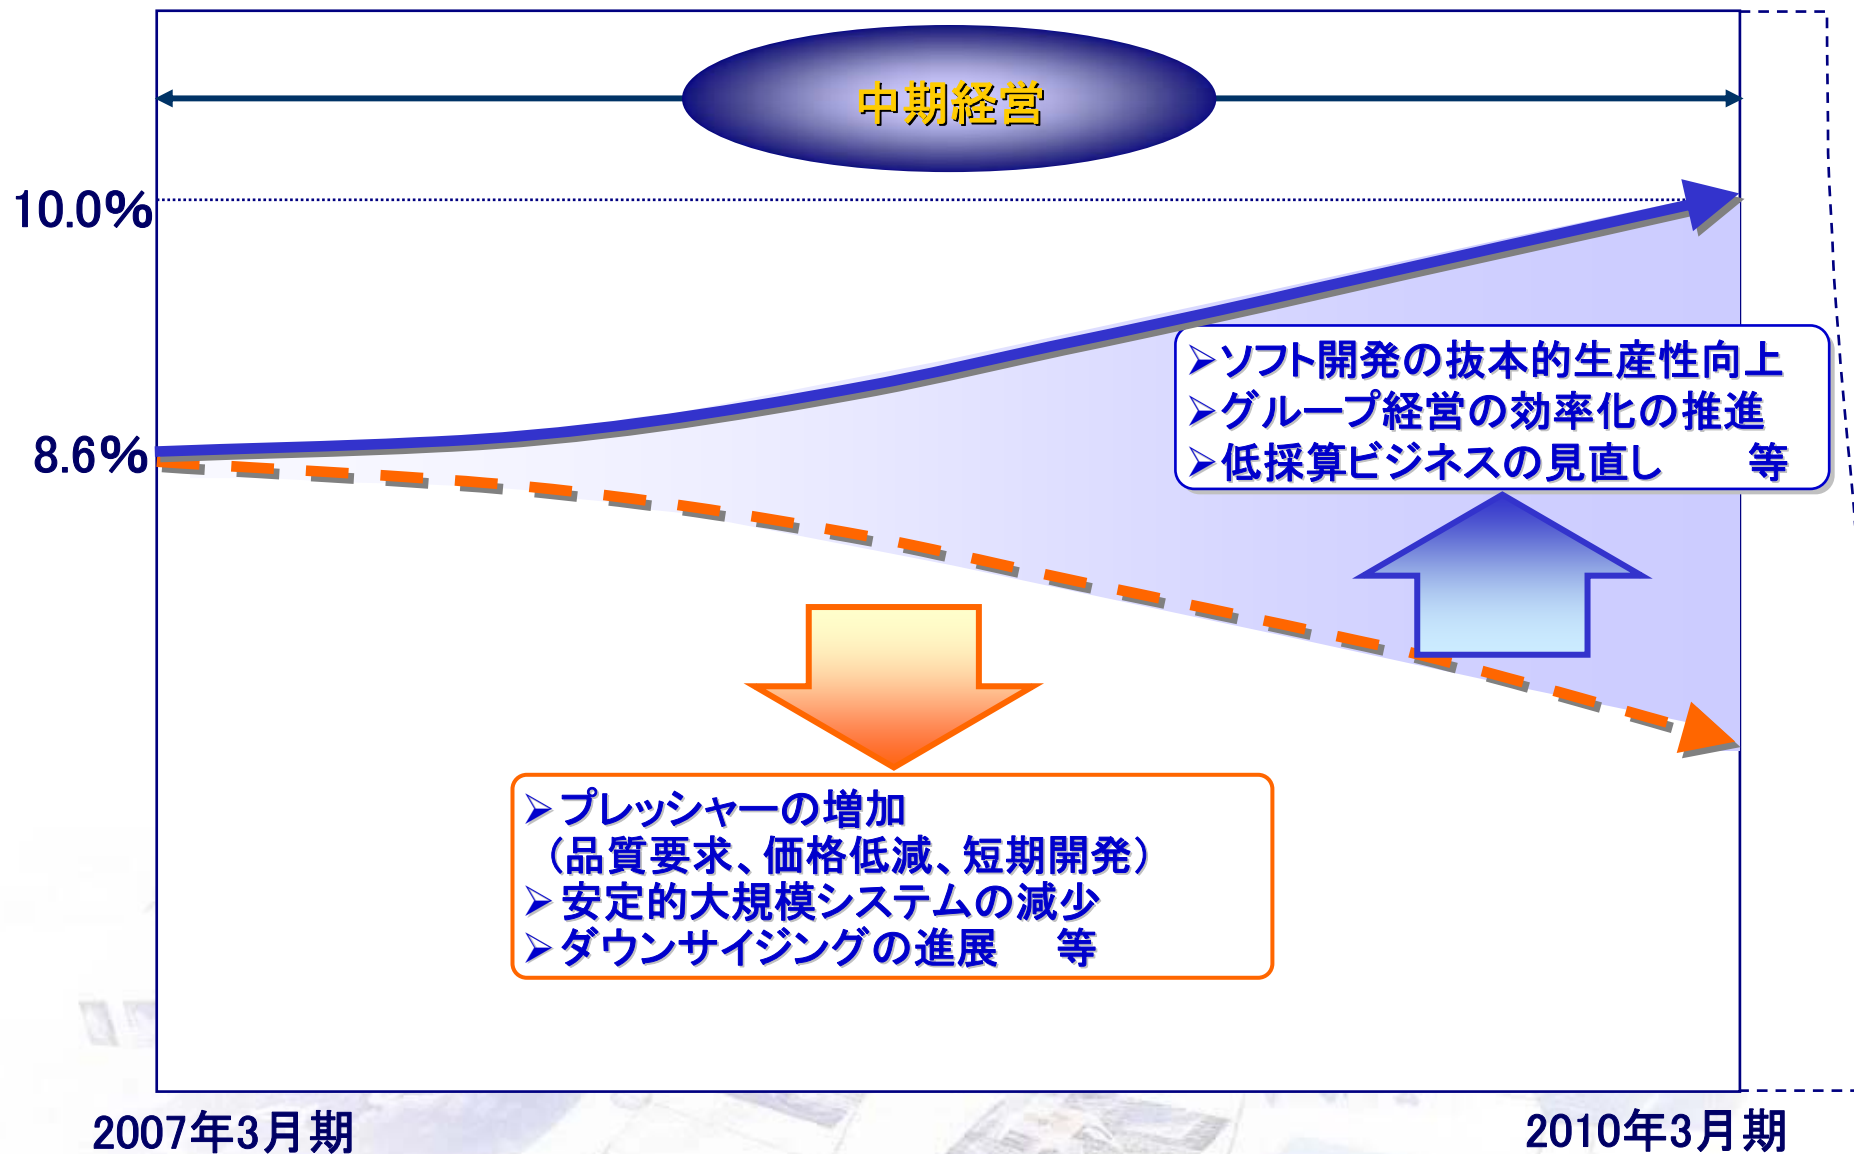 中期経営
10.0%
8.6%
➢ソフト開発の抜本的生産性向上
➢グループ経営の効率化の推進
➢低採算ビジネスの見直し　　等
➢プレッシャーの増加
（品質要求、価格低減、短期開発）
➢安定的大規模システムの減少
➢ダウンサイジングの進展　等
2007年3月期
2010年3月期